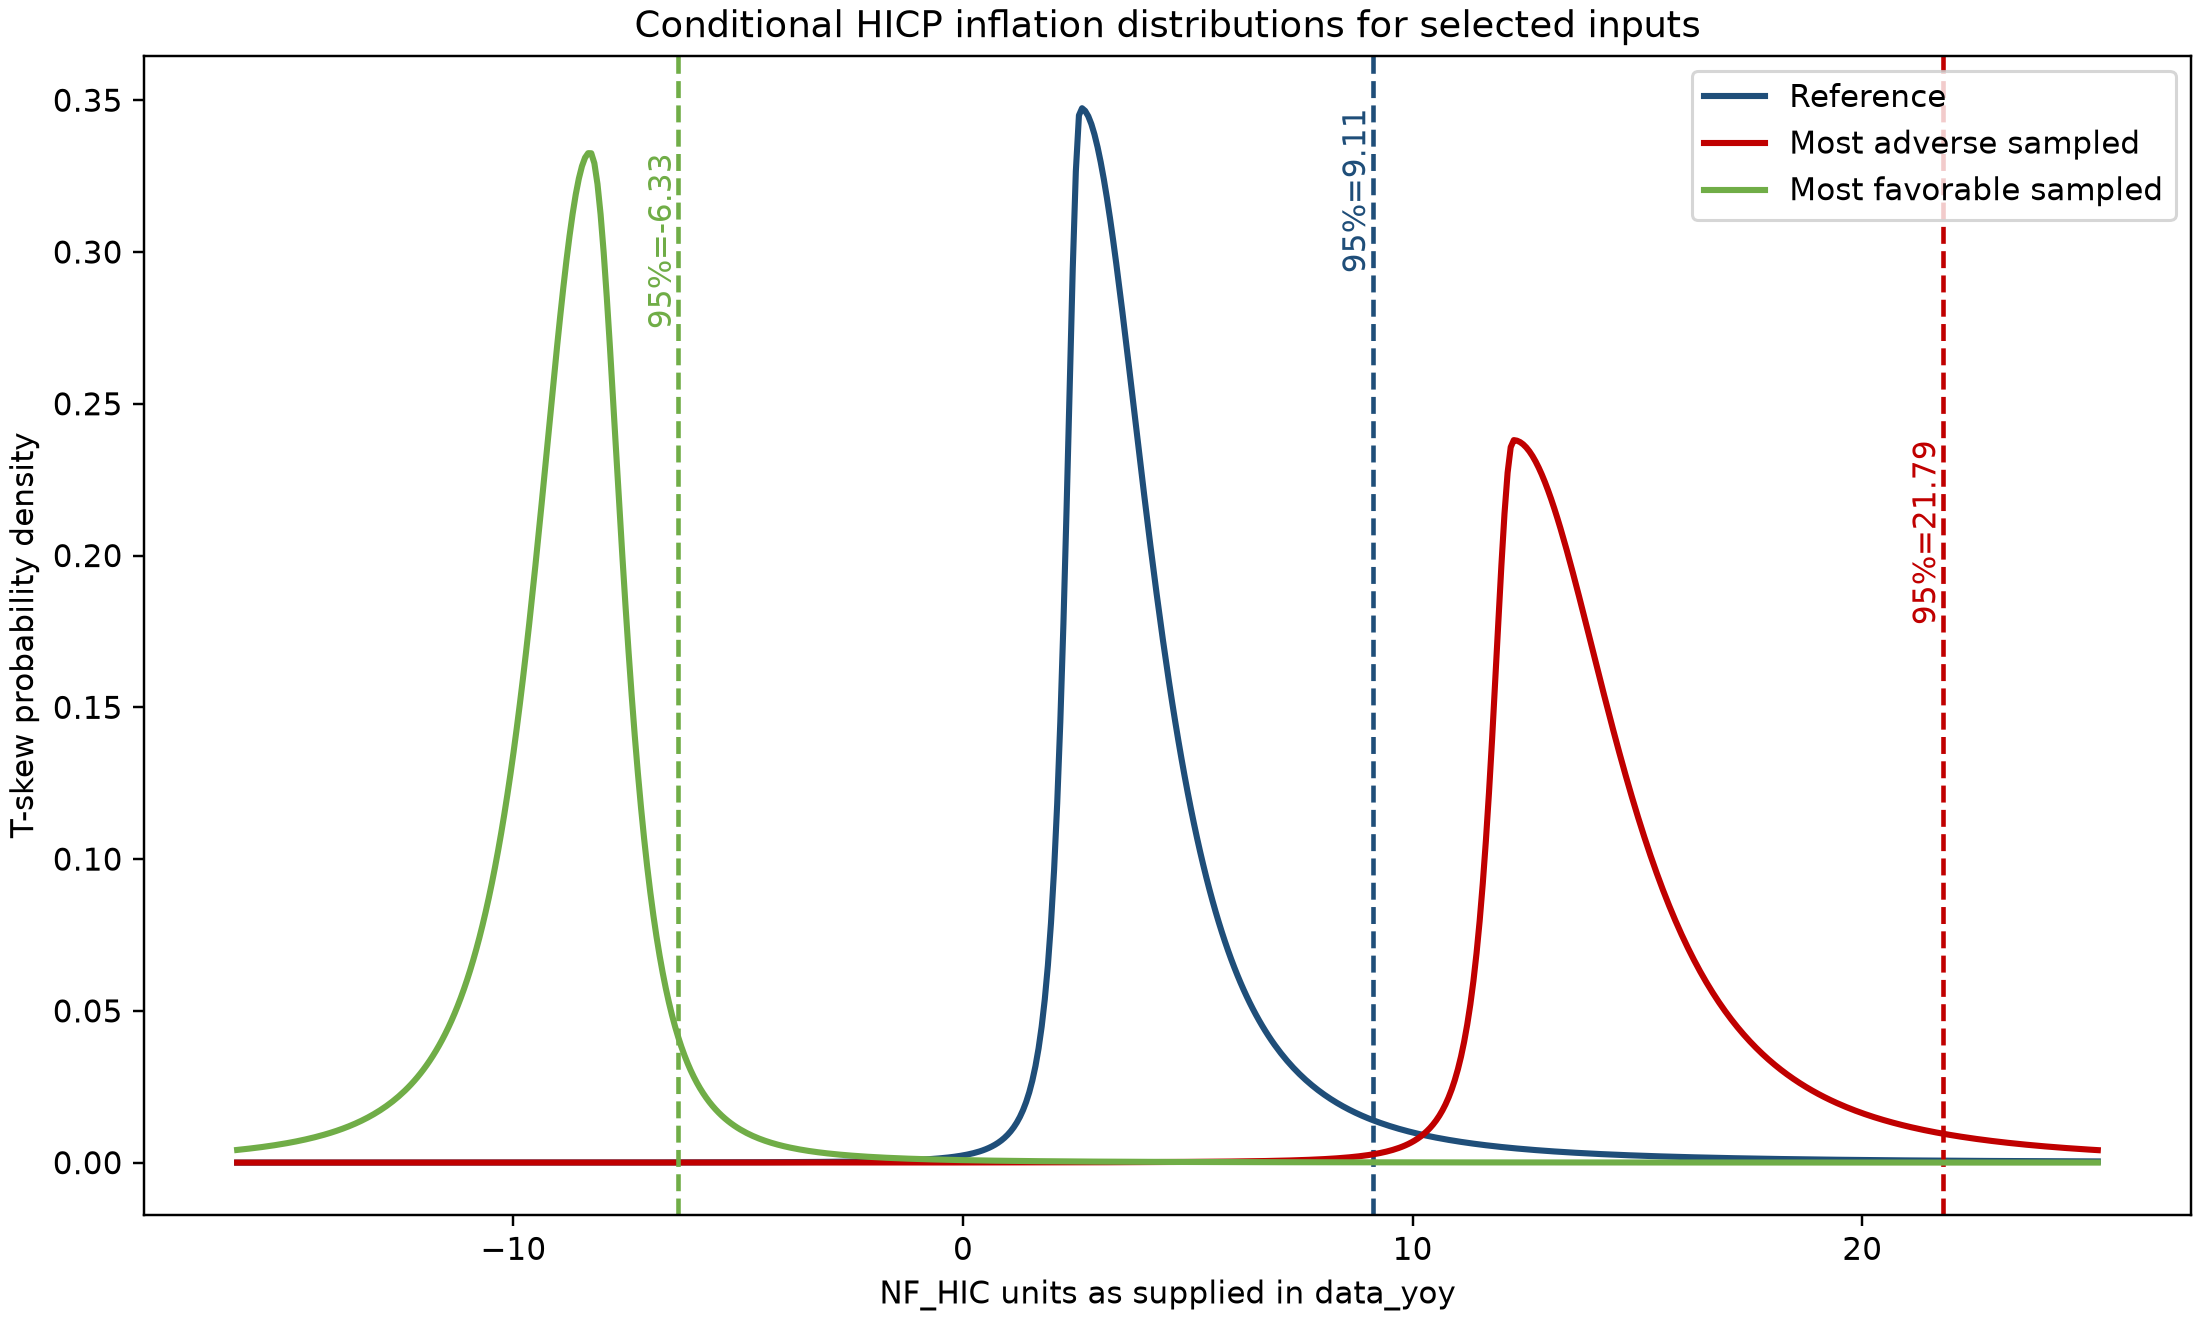 Conditional HICP inflation distributions for selected inputs
T-skew probability density
0.35
0.30
0.25
0.20
0.15
0.10
0.05
0.00
95%=-6.33
95%=9.11
95%=21.79
Reference
Most adverse sampled
Most favorable sampled
−10
0
10
20
NF_HIC units as supplied in data_yoy